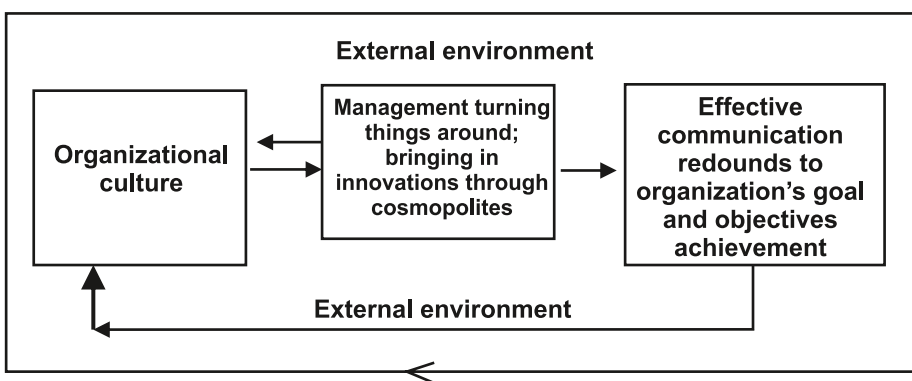 External environment
Organizational
culture
Management turning
things around;
bringing in
innovations through
cosmopolites
Effective
communication
redounds to
organization's goal
and objectives
achievement
External environment